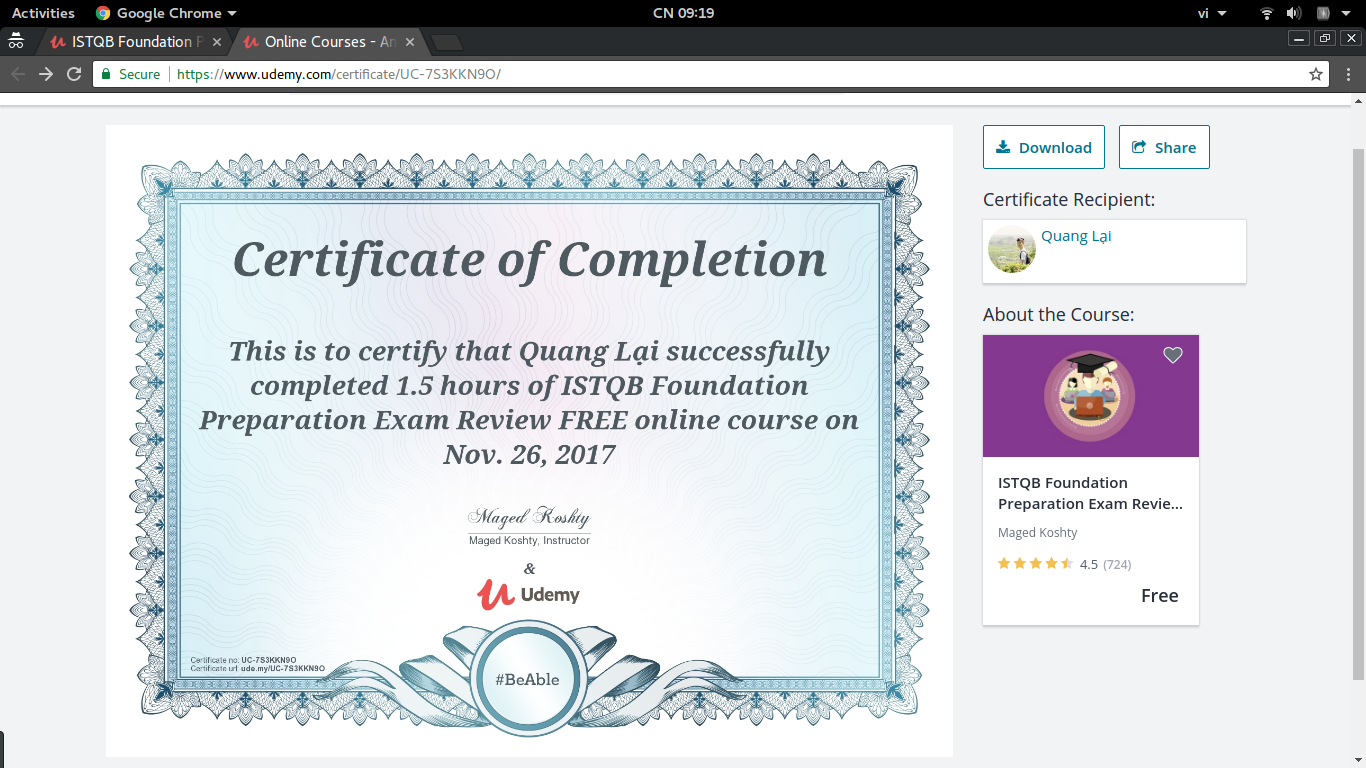 Activities Google Chrome CN 09:19 vi
ISTQB Foundation P Online Courses - An
Secure https://www.udemy.com/certificate/UC-7S3KKN9O/
Download Share
Certificate Recipient:
Quang Lại
About the Course:
ISTQB Foundation
Preparation Exam Revie...
Maged Koshty
4.5 (724)
Free
Certificate of Completion
This is to certify that Quang Lại successfully
completed 1.5 hours of ISTQB Foundation
Preparation Exam Review FREE online course on
Nov. 26, 2017
Maged Koshty
Maged Koshty, Instructor
&
Udemy
#BeAble
Certificate no: UC-7S3KKN9O
Certificate url: ude.my/UC-7S3KKN9O